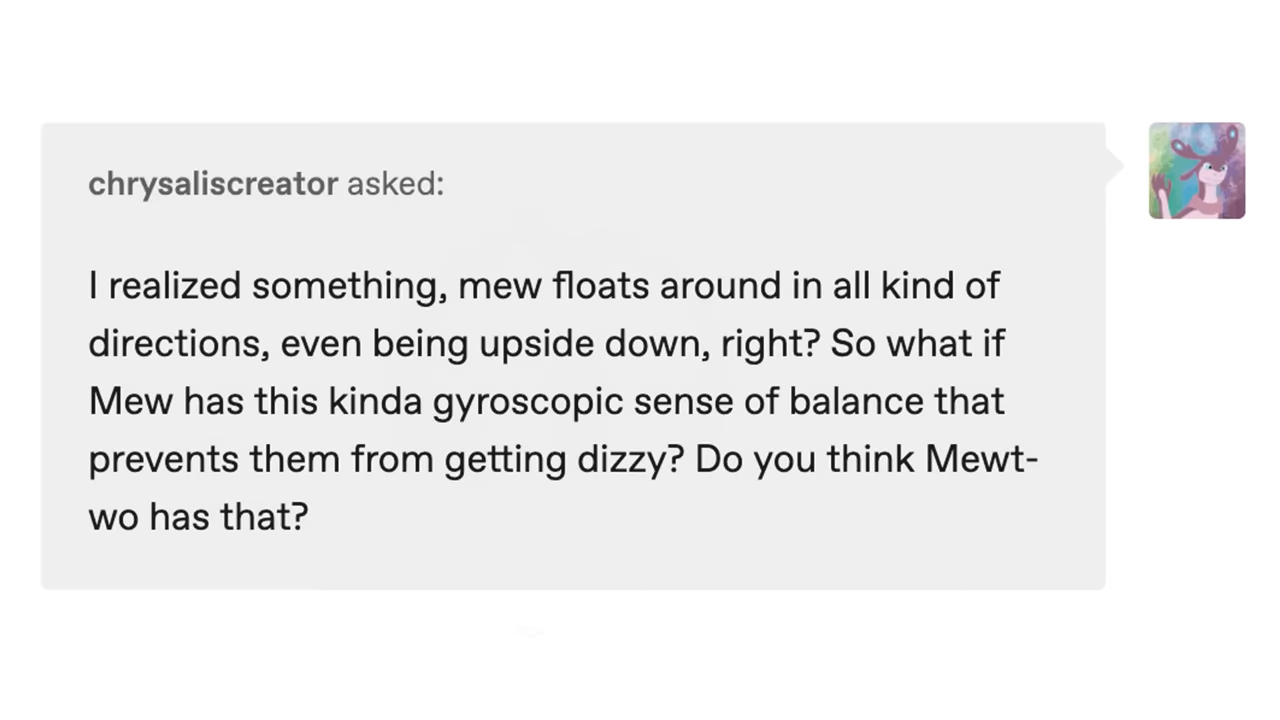 chrysaliscreator asked:
I realized something, mew floats around in all kind of
directions, even being upside down, right? So what if
Mew has this kinda gyroscopic sense of balance that
prevents them from getting dizzy? Do you think Mewt-
wo has that?